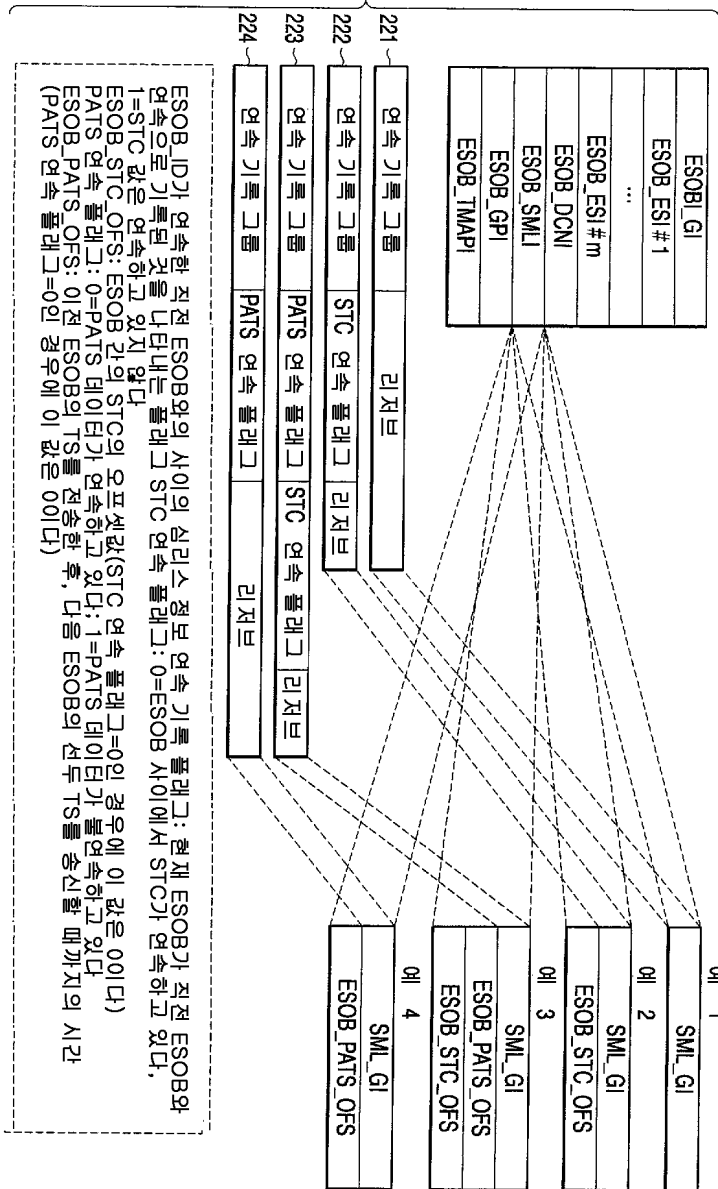 ESOBI_GI
ESOB_ESI#1
...
ESOB_ESI#m
ESOB_DCNI
ESOB_SMLI
ESOB_GPI
ESOB_TMAPI
예 1
SML_GI
예 2
SML_GI
ESOB_STC_OFS
예 3
SML_GI
ESOB_PATS_OFS
ESOB_STC_OFS
예 4
SML_GI
ESOB_PATS_OFS
221 연속 기록 그룹 리저브
222 연속 기록 그룹 STC 연속 플래그 리저브
223 연속 기록 그룹 PATS 연속 플래그 STC 연속 플래그 리저브
224 연속 기록 그룹 PATS 연속 플래그 리저브
ESOB_ID가 연속한 직전 ESOB와의 사이의 심리스 정보 연속 기록 플래그: 현재 ESOB가 직전 ESOB와
연속으로 기록된 것을 나타내는 플래그 STC 연속 플래그: 0=ESOB 사이에서 STC가 연속하고 있다,
1=STC 값은 연속하고 있지 않다
ESOB_STC_OFS: ESOB 간의 STC의 오프셋값(STC 연속 플래그=0인 경우에 이 값은 0이다)
PATS 연속 플래그: 0=PATS 데이터가 연속하고 있다; 1=PATS 데이터가 불연속하고 있다
ESOB_PATS_OFS: 이전 ESOB의 TS를 전송한 후, 다음 ESOB의 선두 TS를 송신할 때까지의 시간
(PATS 연속 플래그=0인 경우에 이 값은 0이다)